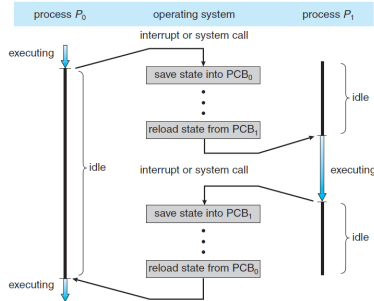 process P0 operating system process P1
interrupt or system call
executing
save state into PCB0
idle
reload state from PCB1
idle
interrupt or system call
executing
save state into PCB1
idle
reload state from PCB0
executing